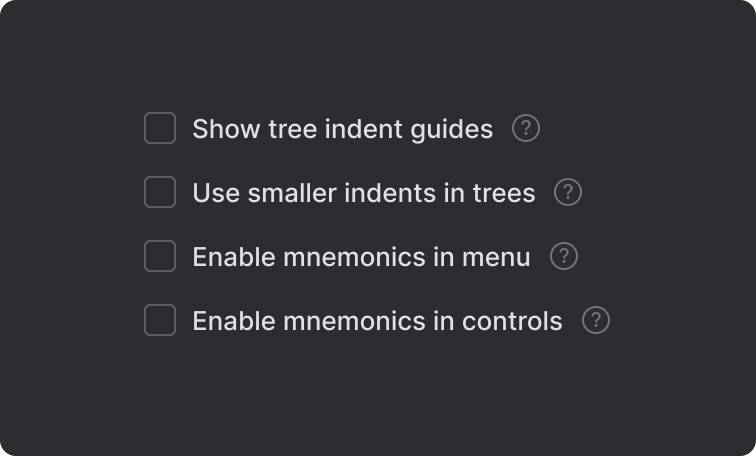 Show tree indent guides ?
Use smaller indents in trees ?
Enable mnemonics in menu ?
Enable mnemonics in controls ?